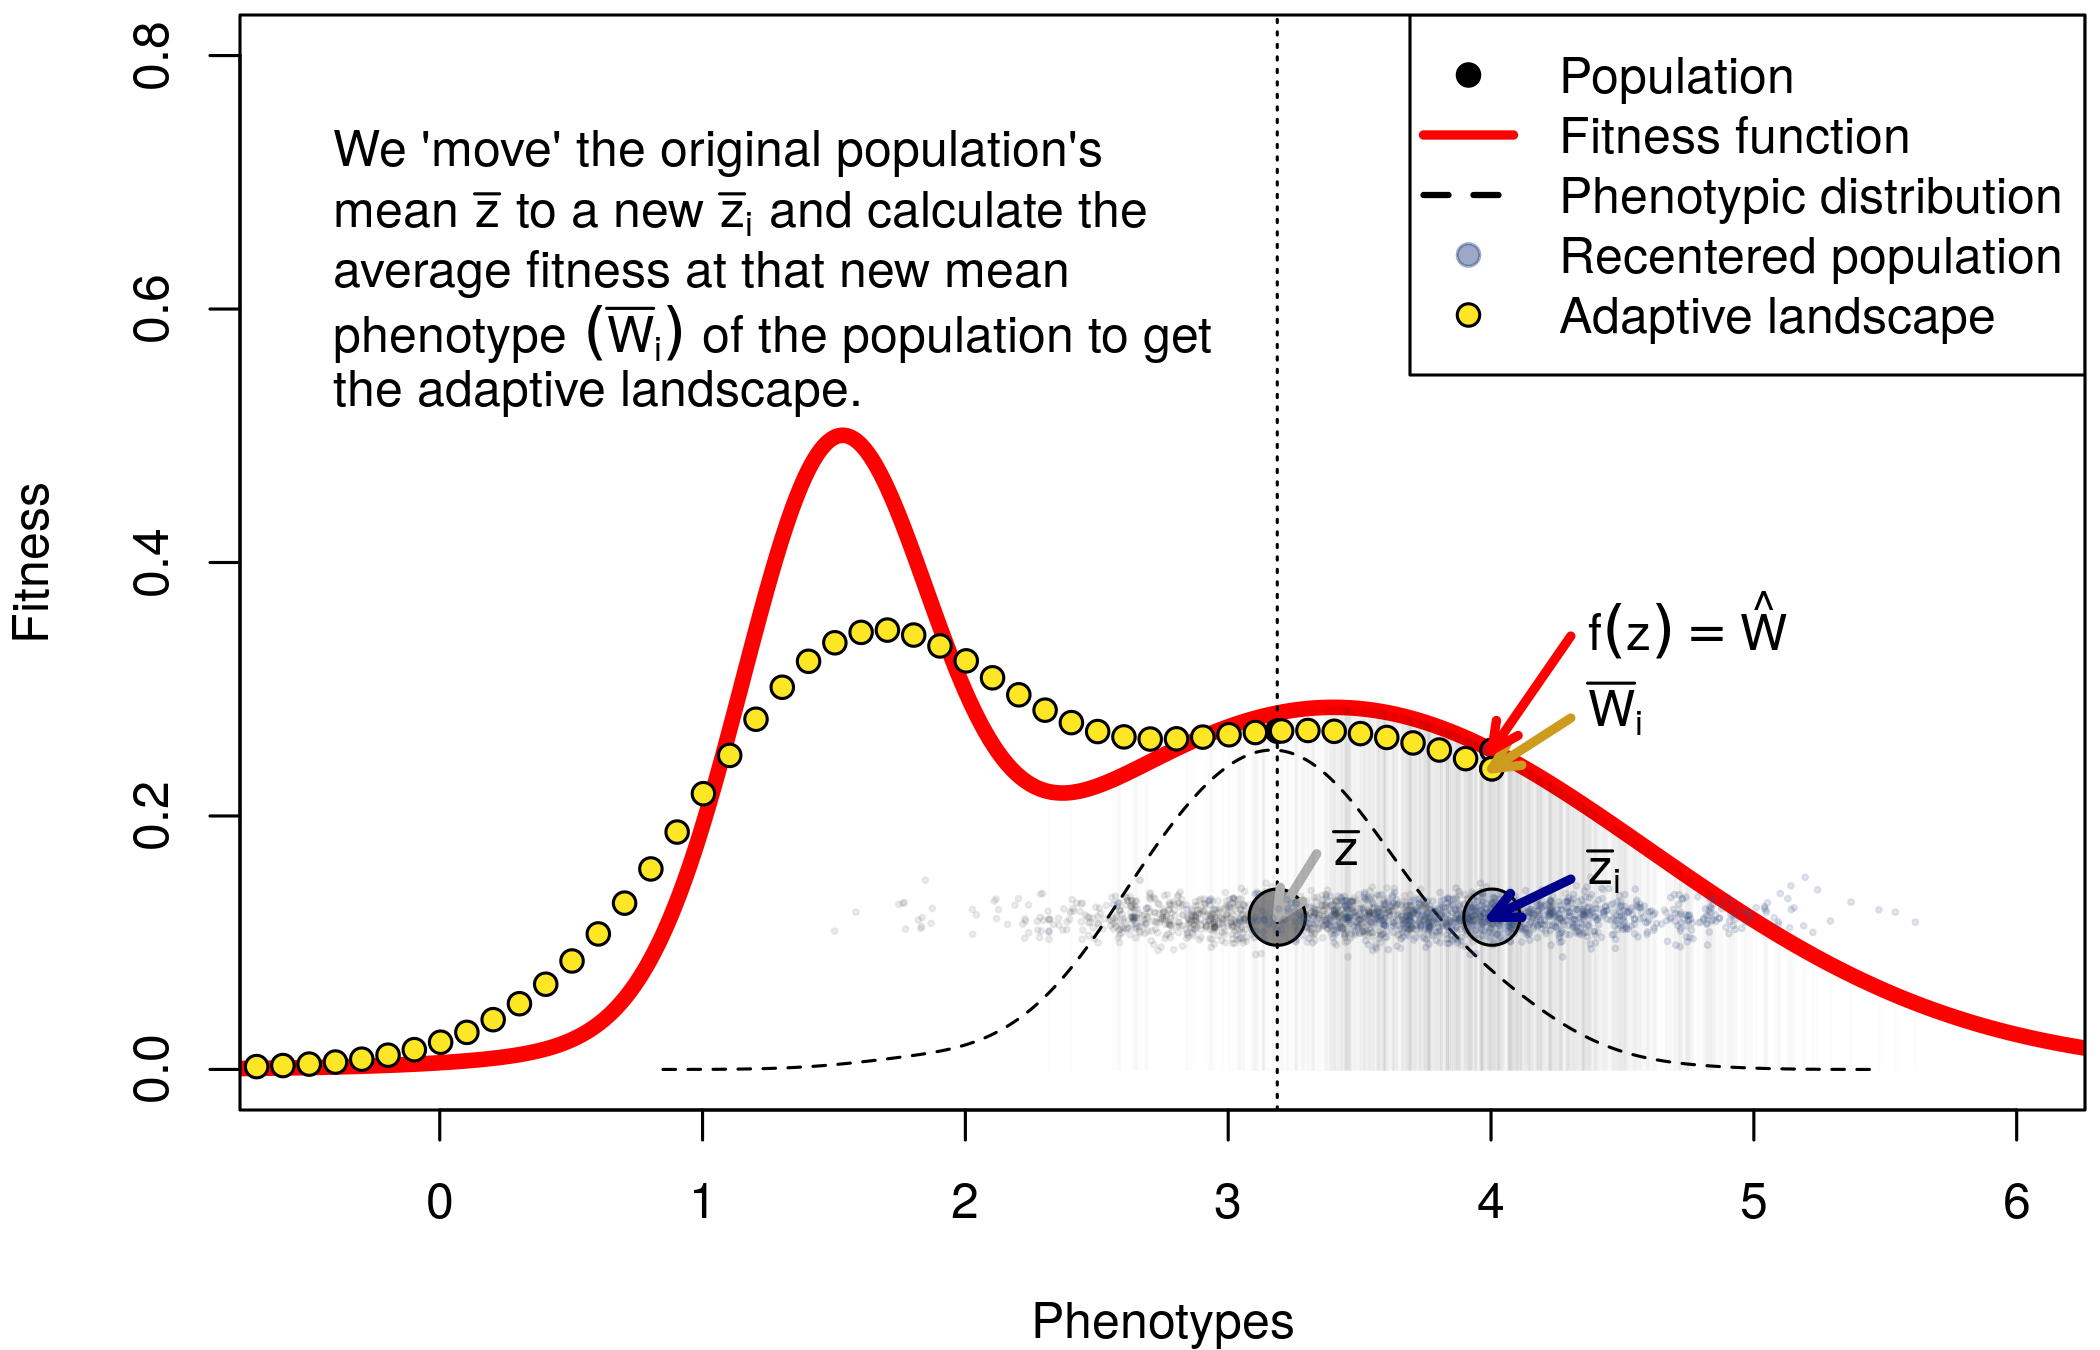 We 'move' the original population's
mean z̅ to a new z̅ᵢ and calculate the
average fitness at that new mean
phenotype (W̅ᵢ) of the population to get
the adaptive landscape.
Population
Fitness function
Phenotypic distribution
Recentered population
Adaptive landscape
f(z) = Ŵ
W̅ᵢ
z̅
z̅ᵢ
Fitness
0.8
0.6
0.4
0.2
0.0
0 1 2 3 4 5 6
Phenotypes